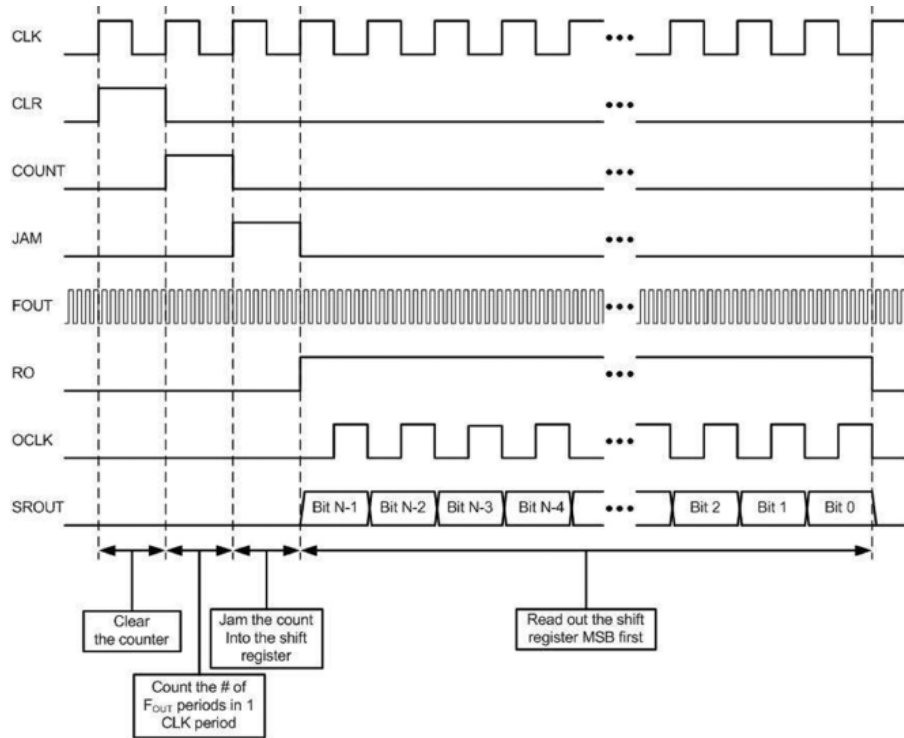 CLK
CLR
COUNT
JAM
FOUT
RO
OCLK
SROUT
Bit N-1 Bit N-2 Bit N-3 Bit N-4 Bit 2 Bit 1 Bit 0
Clear
the counter
Count the # of
FOUT periods in 1
CLK period
Jam the count
Into the shift
register
Read out the shift
register MSB first